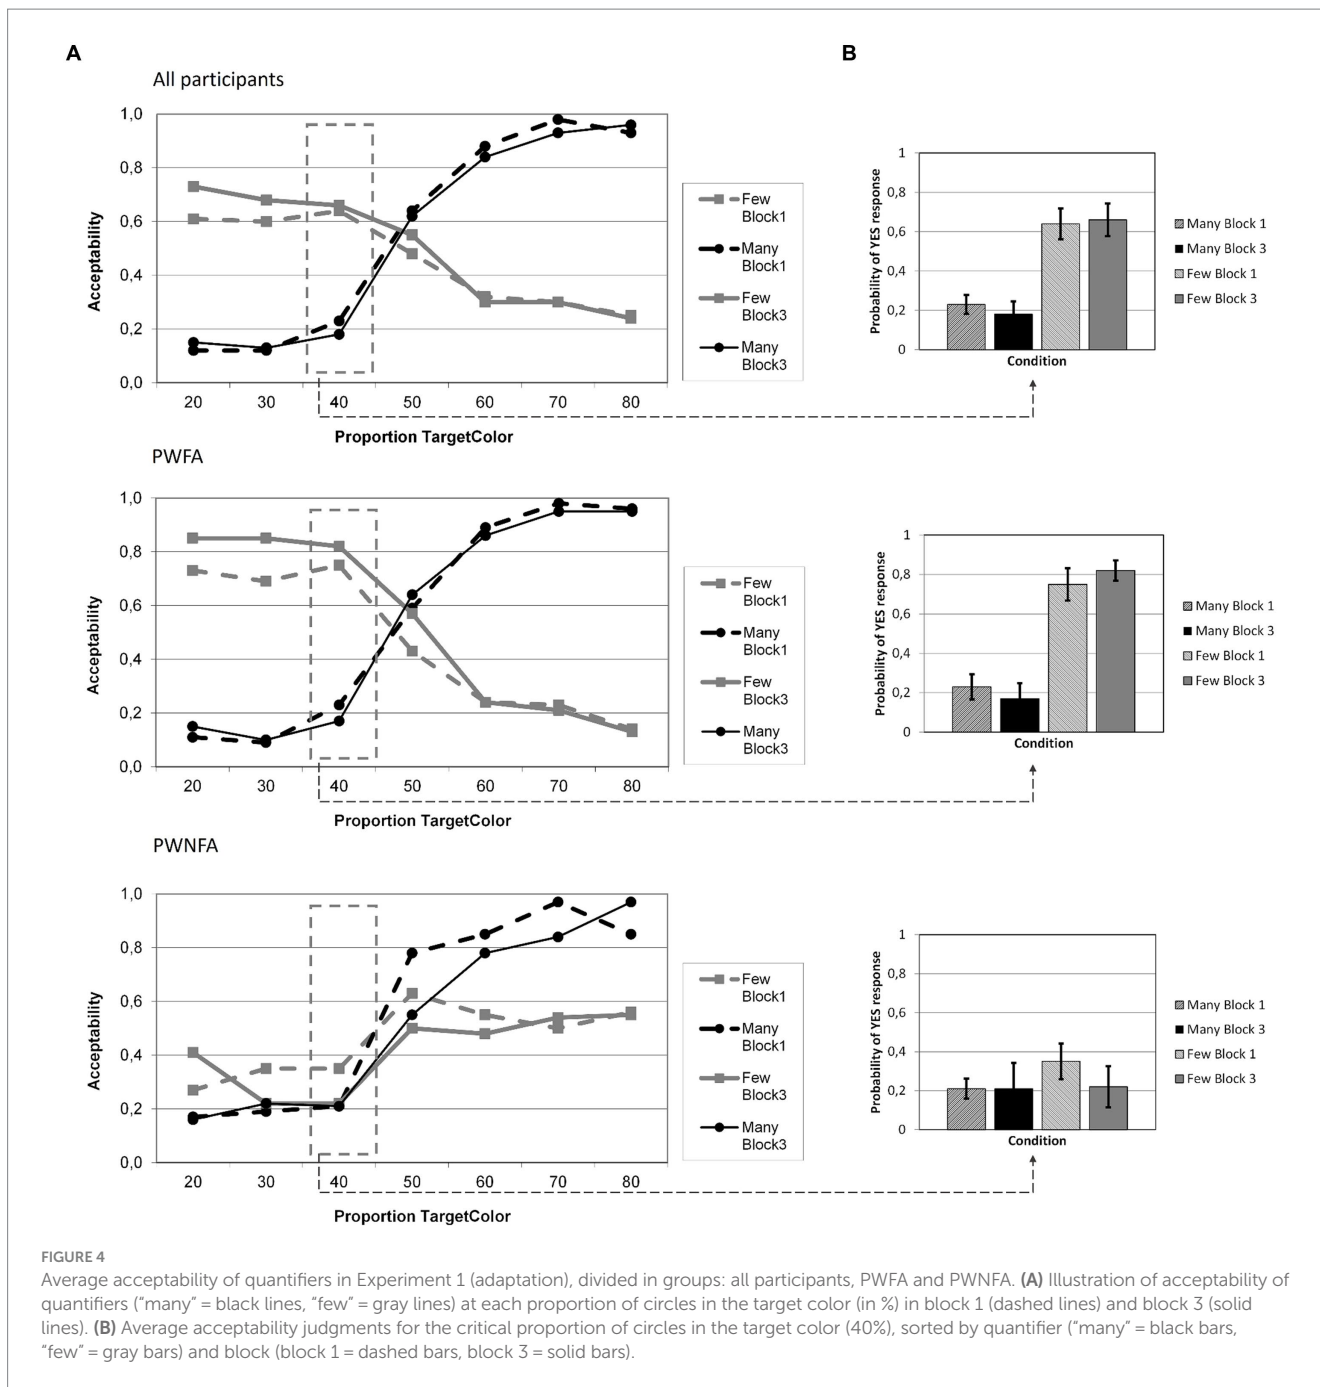 A
B
All participants
1,0
0,8
0,6
0,4
0,2
0,0
Acceptability
20 30 40 50 60 70 80
Proportion TargetColor
Few
Block1
Many
Block1
Few
Block3
Many
Block3
1
0,8
0,6
0,4
0,2
0
Probability of YES response
Condition
Many Block 1
Many Block 3
Few Block 1
Few Block 3
PWFA
1,0
0,8
0,6
0,4
0,2
0,0
Acceptability
20 30 40 50 60 70 80
Proportion TargetColor
Few
Block1
Many
Block1
Few
Block3
Many
Block3
1
0,8
0,6
0,4
0,2
0
Probability of YES response
Condition
Many Block 1
Many Block 3
Few Block 1
Few Block 3
PWNFA
1,0
0,8
0,6
0,4
0,2
0,0
Acceptability
20 30 40 50 60 70 80
Proportion TargetColor
Few
Block1
Many
Block1
Few
Block3
Many
Block3
1
0,8
0,6
0,4
0,2
0
Probability of YES response
Condition
Many Block 1
Many Block 3
Few Block 1
Few Block 3
FIGURE 4
Average acceptability of quantifiers in Experiment 1 (adaptation), divided in groups: all participants, PWFA and PWNFA. (A) Illustration of acceptability of
quantifiers (“many” = black lines, “few” = gray lines) at each proportion of circles in the target color (in %) in block 1 (dashed lines) and block 3 (solid
lines). (B) Average acceptability judgments for the critical proportion of circles in the target color (40%), sorted by quantifier (“many” = black bars,
“few” = gray bars) and block (block 1 = dashed bars, block 3 = solid bars).